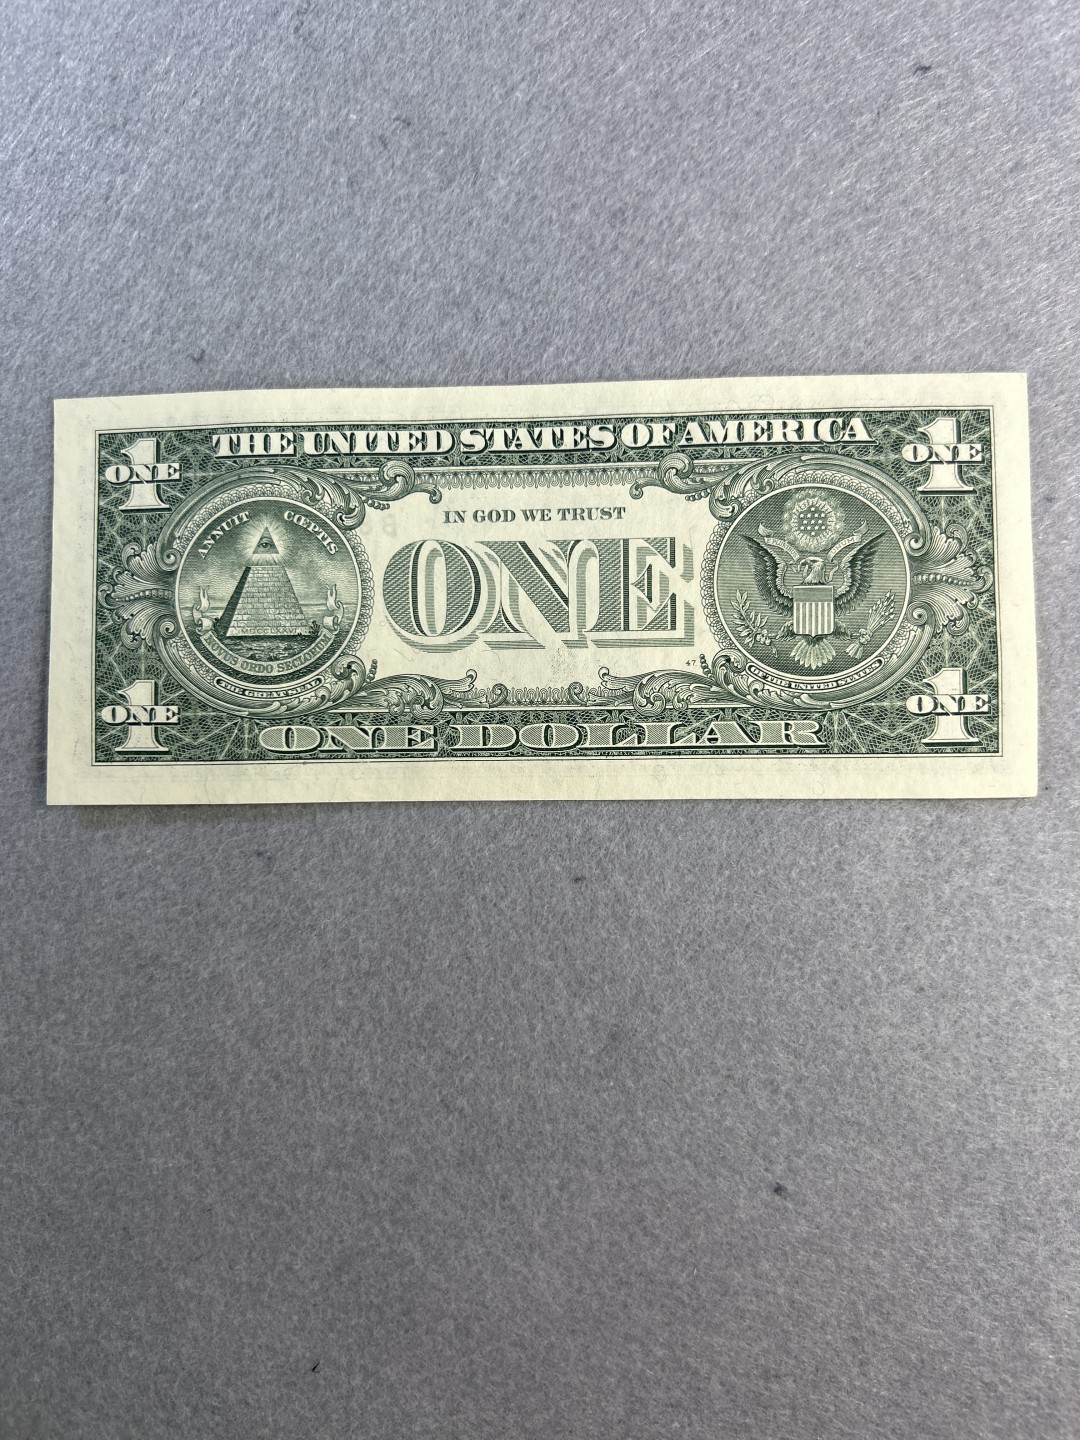 THE UNITED STATES OF AMERICA
1 ONE
1 ONE
ANNUIT CŒPTIS
IN GOD WE TRUST
ONE
NOVUS ORDO SECLORUM
THE GREAT SEAL
47
OF THE UNITED STATES
1 ONE
1 ONE
ONE DOLLAR